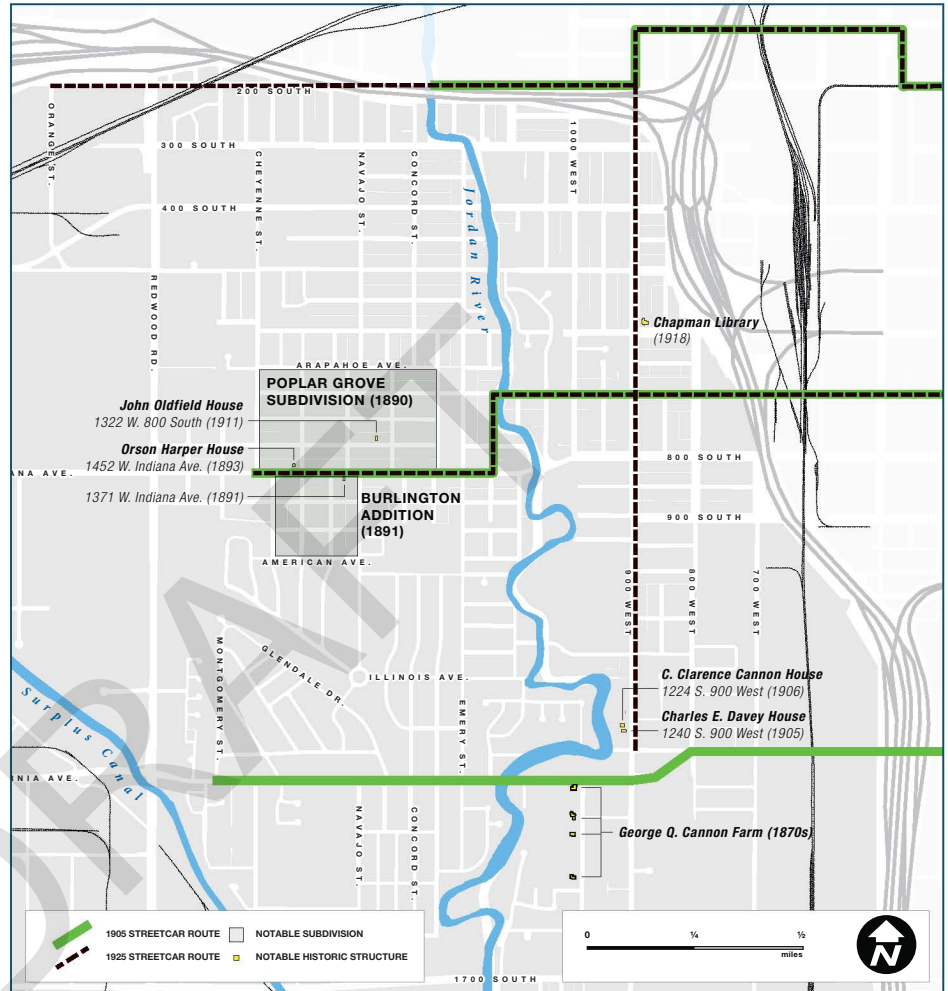 200 SOUTH
ORANGE ST.
300 SOUTH
CHEYENNE ST.
NAVAJO ST.
CONCORD ST.
1000 WEST
400 SOUTH
Jordan River
REDWOOD RD.
Chapman Library
(1918)
ARAPAHOE AVE.
POPLAR GROVE
SUBDIVISION (1890)
John Oldfield House
1322 W. 800 South (1911)
Orson Harper House
1452 W. Indiana Ave. (1893)
ANA AVE.
800 SOUTH
1371 W. Indiana Ave. (1891)
BURLINGTON
ADDITION
(1891)
900 SOUTH
AMERICAN AVE.
900 WEST
800 WEST
700 WEST
MONTGOMERY ST.
GLENDALE DR.
ILLINOIS AVE.
EMERY ST.
C. Clarence Cannon House
1224 S. 900 West (1906)
Charles E. Davey House
1240 S. 900 West (1905)
Surplus Canal
RNIA AVE.
NAVAJO ST.
CONCORD ST.
George Q. Cannon Farm (1870s)
1905 STREETCAR ROUTE
NOTABLE SUBDIVISION
1925 STREETCAR ROUTE
NOTABLE HISTORIC STRUCTURE
0 ¼ ½
miles
N
1700 SOUTH
DRAFT